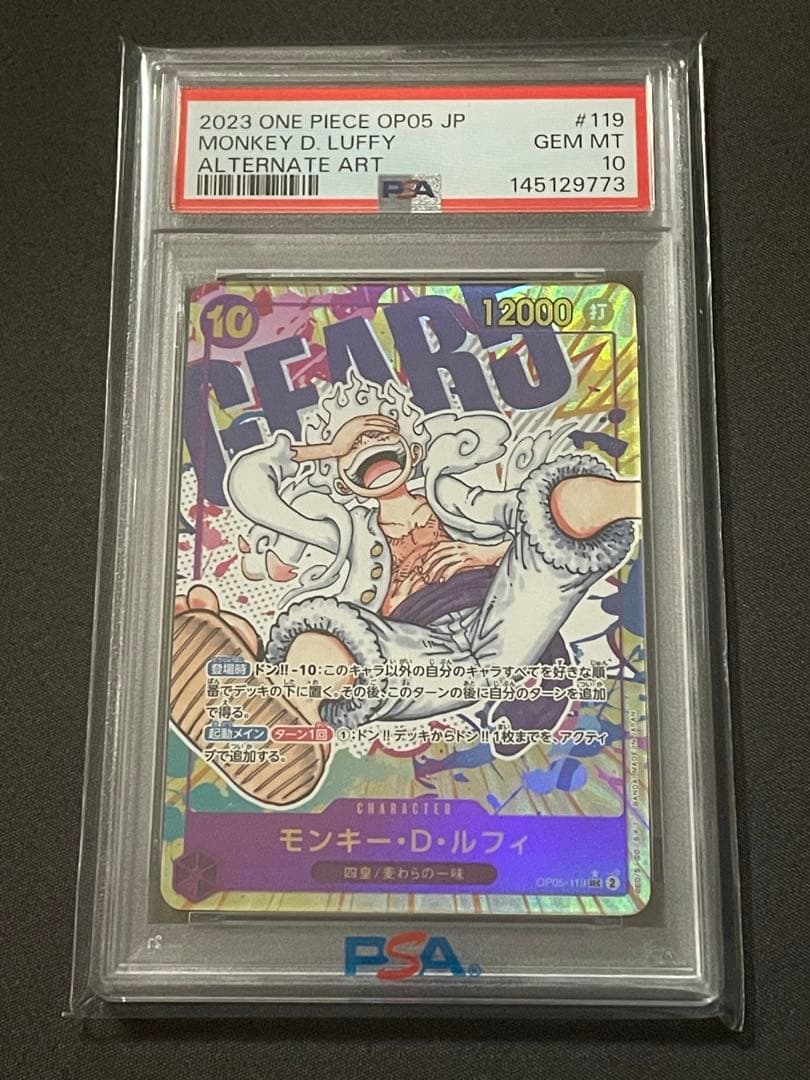 2023 ONE PIECE OP05 JP #119
MONKEY D. LUFFY GEM MT
ALTERNATE ART 10
PSA 145129773
10 12000 打
GEAR5
登場時 ドン!!-10:このキャラ以外の自分のキャラすべてを好きな順
番でデッキの下に置く。その後、このターンの後に自分のターンを追加
で得る。
起動メイン ターン1回 ①:ドン!!デッキからドン!!1枚までを、アクティ
ブで追加する。
CHARACTER
モンキー・D・ルフィ
四皇/麦わらの一味
OP05-119 SEC 2
BANDAI MADE IN JAPAN
PSA